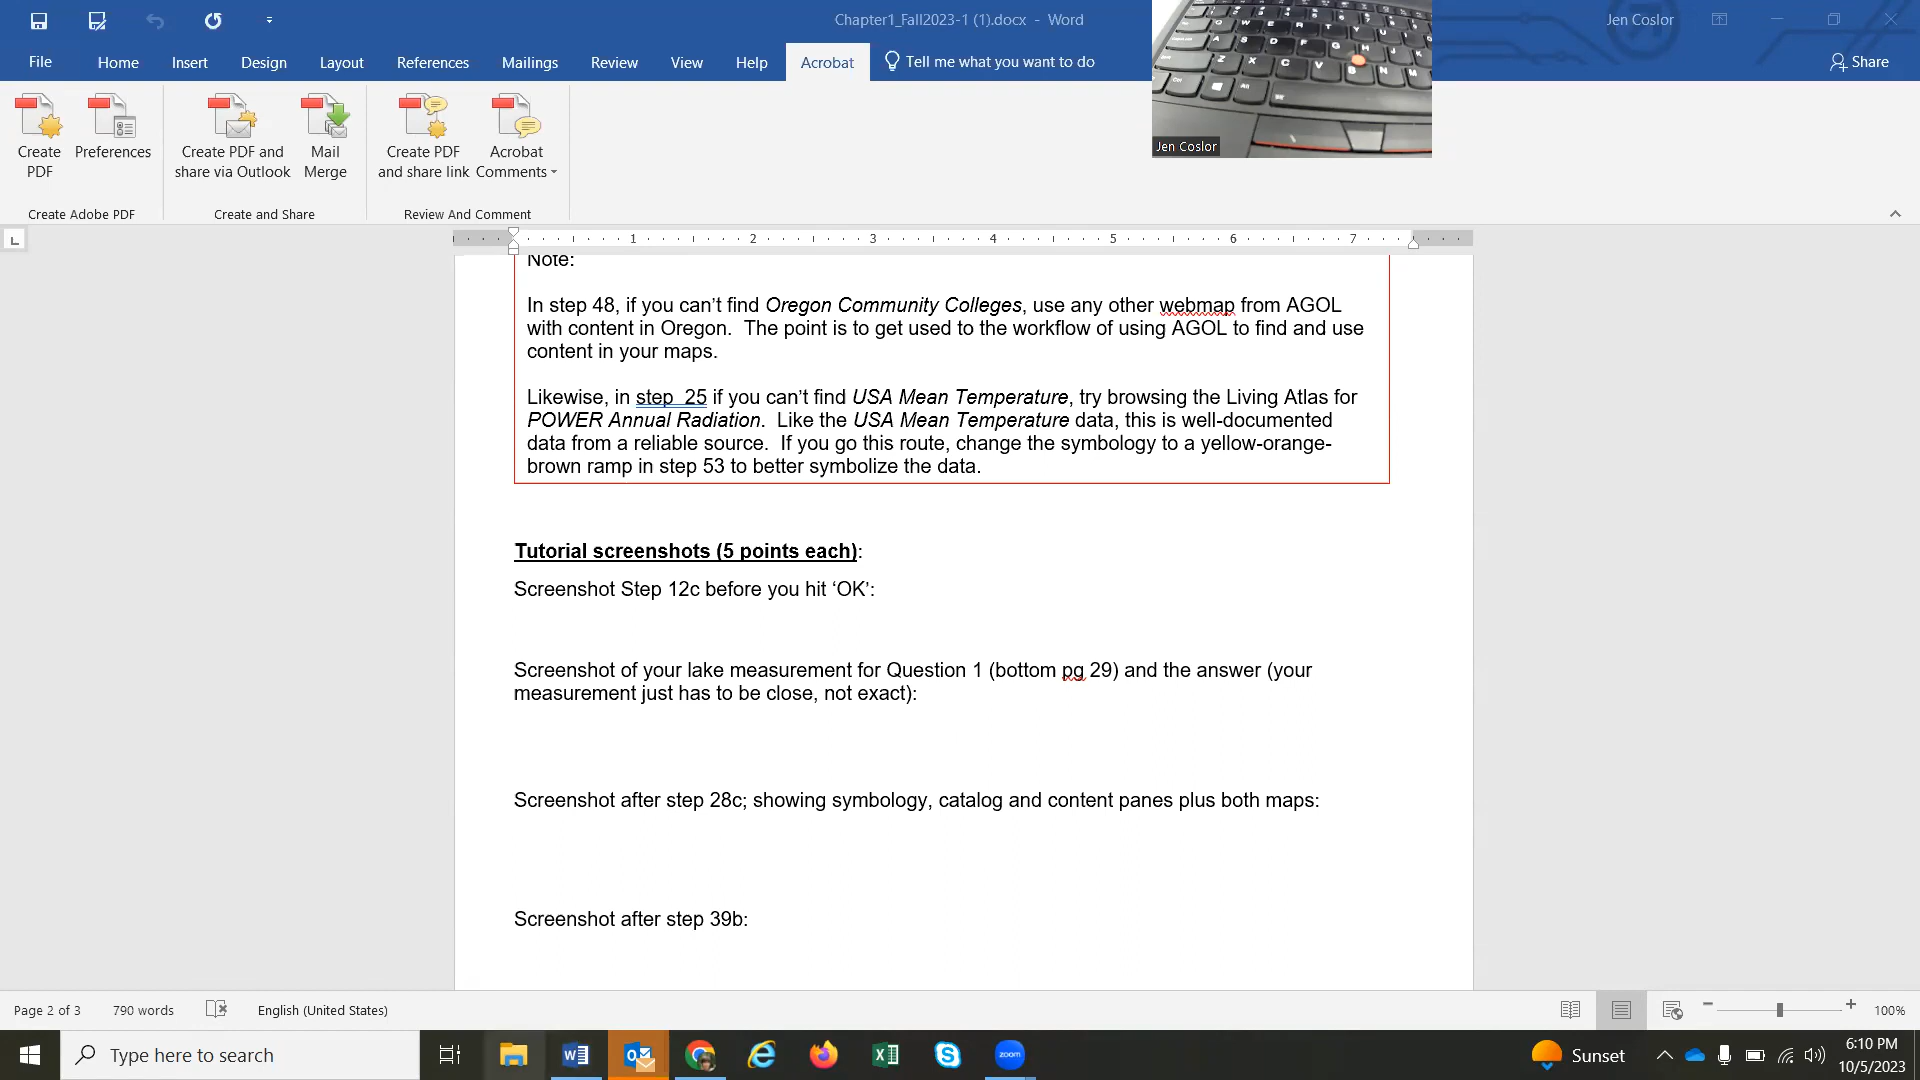 Chapter1_Fall2023-1 (1).docx - Word
Jen Coslor
File Home Insert Design Layout References Mailings Review View Help Acrobat Tell me what you want to do
Share
Create PDF
Preferences
Create PDF and share via Outlook
Mail Merge
Create PDF and share link
Acrobat Comments
Create Adobe PDF
Create and Share
Review And Comment
Jen Coslor
1 2 3 4 5 6 7
Note:
In step 48, if you can’t find Oregon Community Colleges, use any other webmap from AGOL
with content in Oregon.  The point is to get used to the workflow of using AGOL to find and use
content in your maps.
Likewise, in step  25 if you can’t find USA Mean Temperature, try browsing the Living Atlas for
POWER Annual Radiation.  Like the USA Mean Temperature data, this is well-documented
data from a reliable source.  If you go this route, change the symbology to a yellow-orange-
brown ramp in step 53 to better symbolize the data.
Tutorial screenshots (5 points each):
Screenshot Step 12c before you hit ‘OK’:
Screenshot of your lake measurement for Question 1 (bottom pg 29) and the answer (your
measurement just has to be close, not exact):
Screenshot after step 28c; showing symbology, catalog and content panes plus both maps:
Screenshot after step 39b:
Page 2 of 3 790 words English (United States)
100%
Type here to search
zoom
Sunset
6:10 PM
10/5/2023